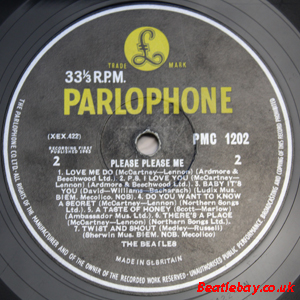 £
TRADE MARK
33⅓ R.P.M.
PARLOPHONE
(XEX.422)
PMC 1202
RECORDING FIRST
PUBLISHED 1963
2
PLEASE PLEASE ME
2
1. LOVE ME DO (McCartney—Lennon) (Ardmore &
Beechwood Ltd.) 2. P.S. I LOVE YOU (McCartney—
Lennon) (Ardmore & Beechwood Ltd.) 3. BABY IT'S
YOU (David—Williams—Bacharach) (Ludix Mus.
BIEM. Mecolico. NCB) 4. DO YOU WANT TO KNOW
A SECRET (McCartney—Lennon) (Northern Songs
Ltd.) 5. A TASTE OF HONEY (Scott—Marlow)
(Ambassador Mus. Ltd.) 6. THERE'S A PLACE
(McCartney—Lennon) (Northern Songs Ltd.)
7. TWIST AND SHOUT (Medley—Russell)
(Sherwin Mus. BIEM. NCB. Mecolico)
THE BEATLES
MADE IN GT.BRITAIN
THE PARLOPHONE CO. LTD. ALL RIGHTS OF THE MANUFACTURER AND OF THE OWNER OF THE RECORDED WORK RESERVED. UNAUTHORISED PUBLIC PERFORMANCE, BROADCASTING AND COPYING OF THIS RECORD PROHIBITED
Beatlebay.co.uk